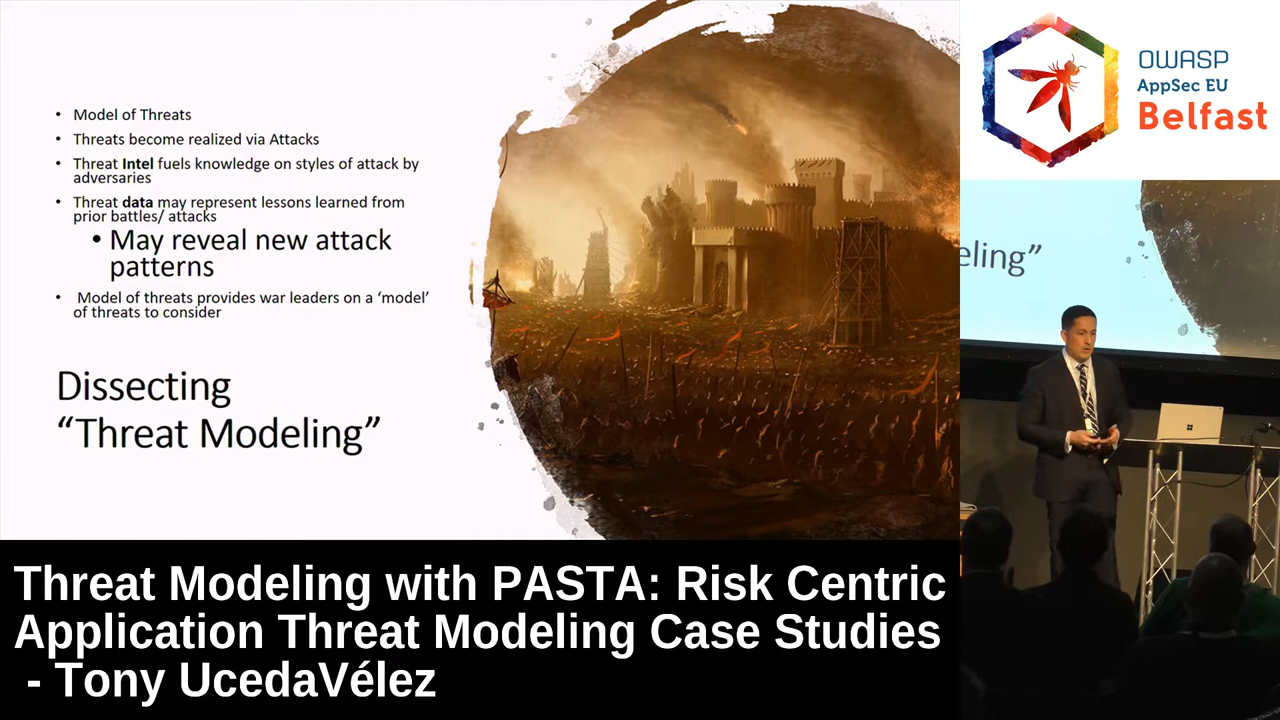 • Model of Threats
• Threats become realized via Attacks
• Threat Intel fuels knowledge on styles of attack by
adversaries
• Threat data may represent lessons learned from
prior battles/ attacks
• May reveal new attack
patterns
• Model of threats provides war leaders on a ‘model’
of threats to consider
Dissecting
“Threat Modeling”
OWASP
AppSec EU
Belfast
eling”
Threat Modeling with PASTA: Risk Centric
Application Threat Modeling Case Studies
- Tony UcedaVélez